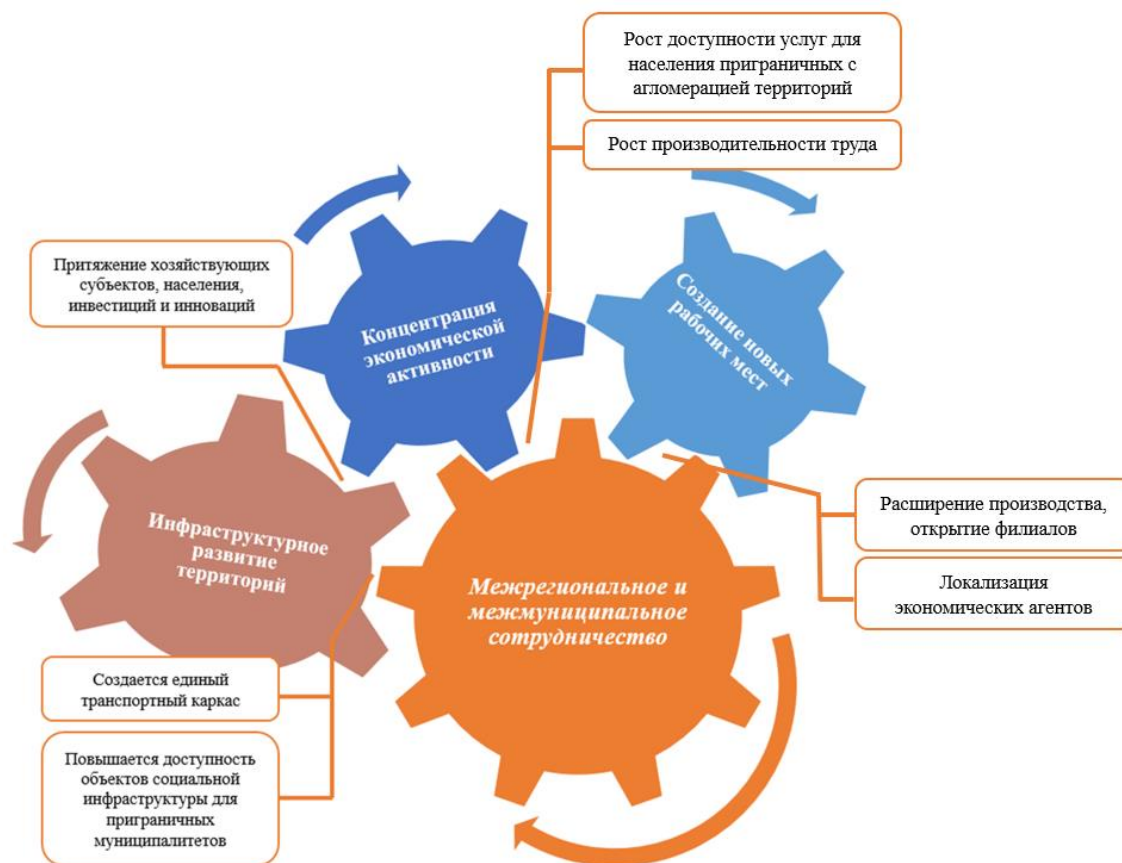 Рост доступности услуг для
населения приграничных с
агломерацией территорий
Рост производительности труда
Притяжение хозяйствующих
субъектов, населения,
инвестиций и инноваций
Концентрация
экономической
активности
Создание новых
рабочих мест
Инфраструктурное
развитие
территорий
Межрегиональное и
межмуниципальное
сотрудничество
Расширение производства,
открытие филиалов
Локализация
экономических агентов
Создается единый
транспортный каркас
Повышается доступность
объектов социальной
инфраструктуры для
приграничных
муниципалитетов